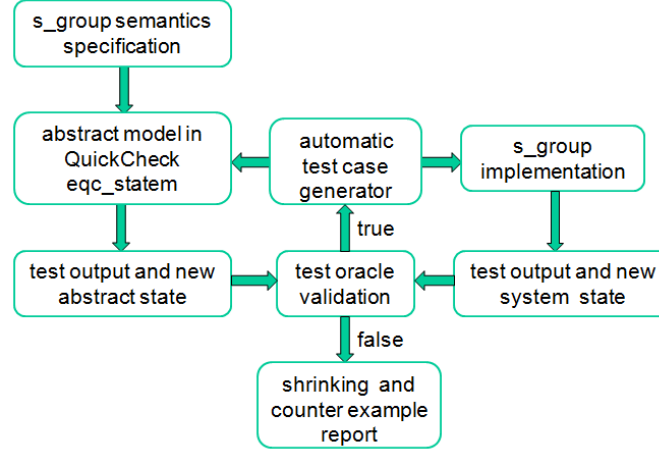 s_group semantics
specification
abstract model in
QuickCheck
eqc_statem
automatic
test case
generator
s_group
implementation
true
test output and new
abstract state
test oracle
validation
test output and new
system state
false
shrinking and
counter example
report